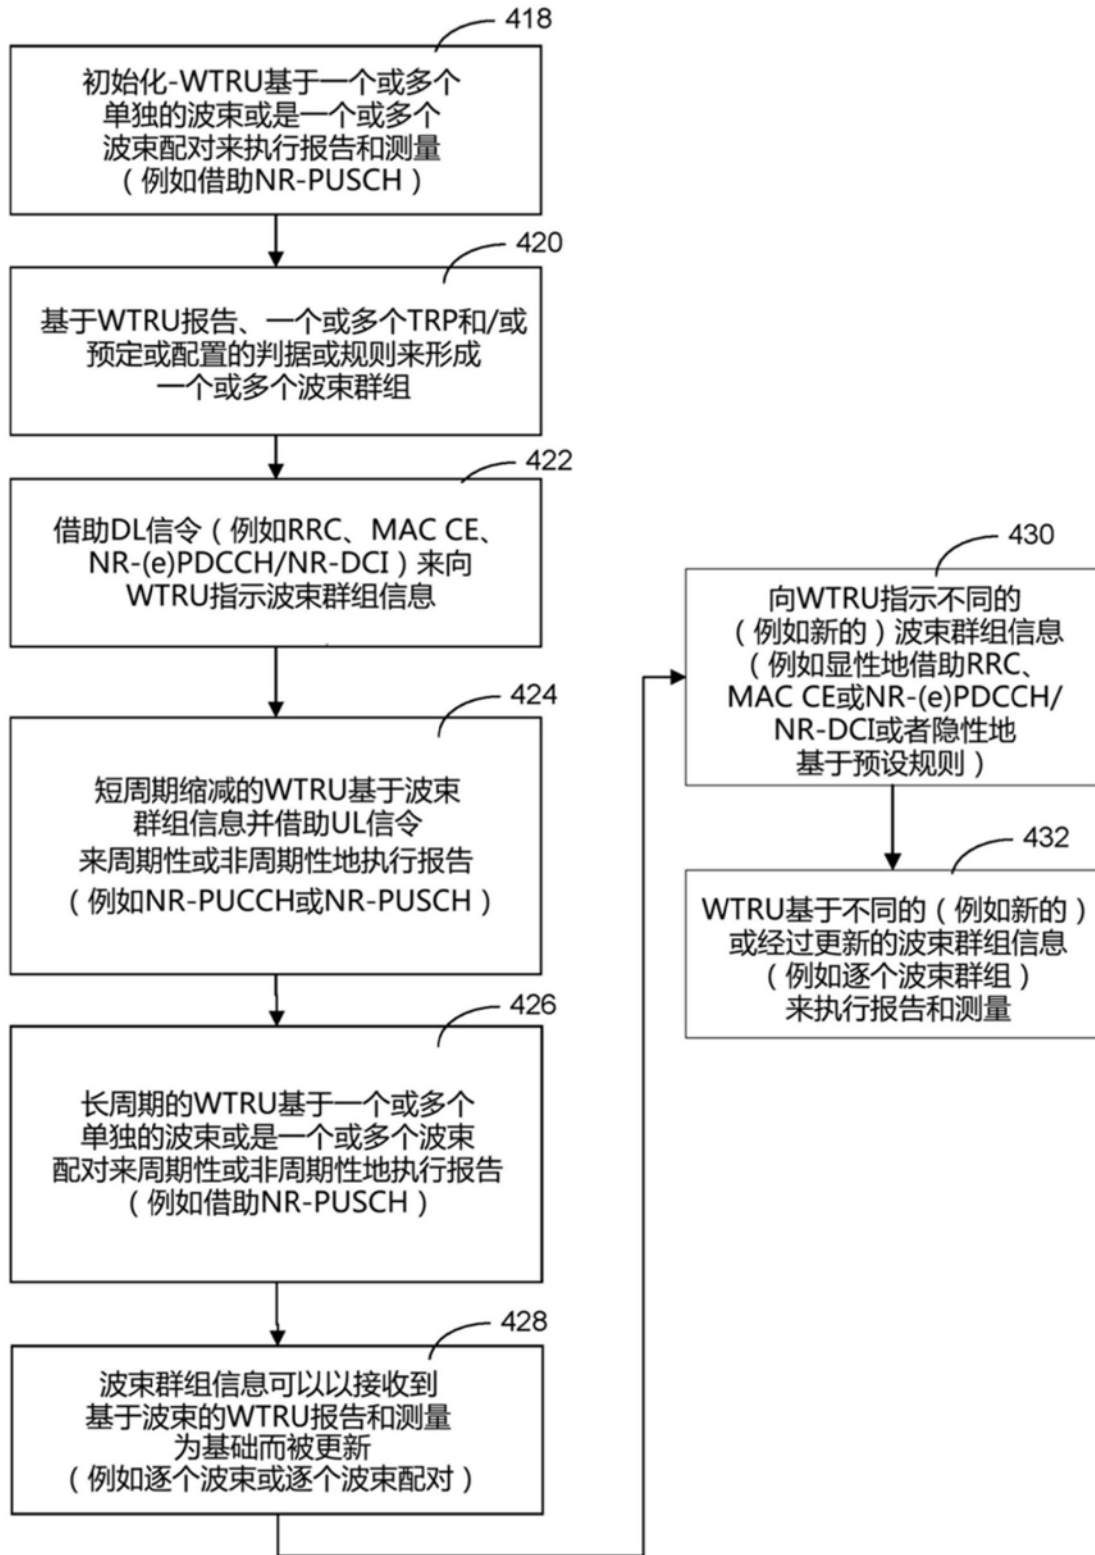 418
初始化-WTRU基于一个或多个
单独的波束或是一个或多个
波束配对来执行报告和测量
（例如借助NR-PUSCH）
420
基于WTRU报告、一个或多个TRP和/或
预定或配置的判据或规则来形成
一个或多个波束群组
422
借助DL信令（例如RRC、MAC CE、
NR-(e)PDCCH/NR-DCI）来向
WTRU指示波束群组信息
424
短周期缩减的WTRU基于波束
群组信息并借助UL信令
来周期性或非周期性地执行报告
（例如NR-PUCCH或NR-PUSCH）
426
长周期的WTRU基于一个或多个
单独的波束或是一个或多个波束
配对来周期性或非周期性地执行报告
（例如借助NR-PUSCH）
428
波束群组信息可以以接收到
基于波束的WTRU报告和测量
为基础而被更新
（例如逐个波束或逐个波束配对）
430
向WTRU指示不同的
（例如新的）波束群组信息
（例如显性地借助RRC、
MAC CE或NR-(e)PDCCH/
NR-DCI或者隐性地
基于预设规则）
432
WTRU基于不同的（例如新的）
或经过更新的波束群组信息
（例如逐个波束群组）
来执行报告和测量